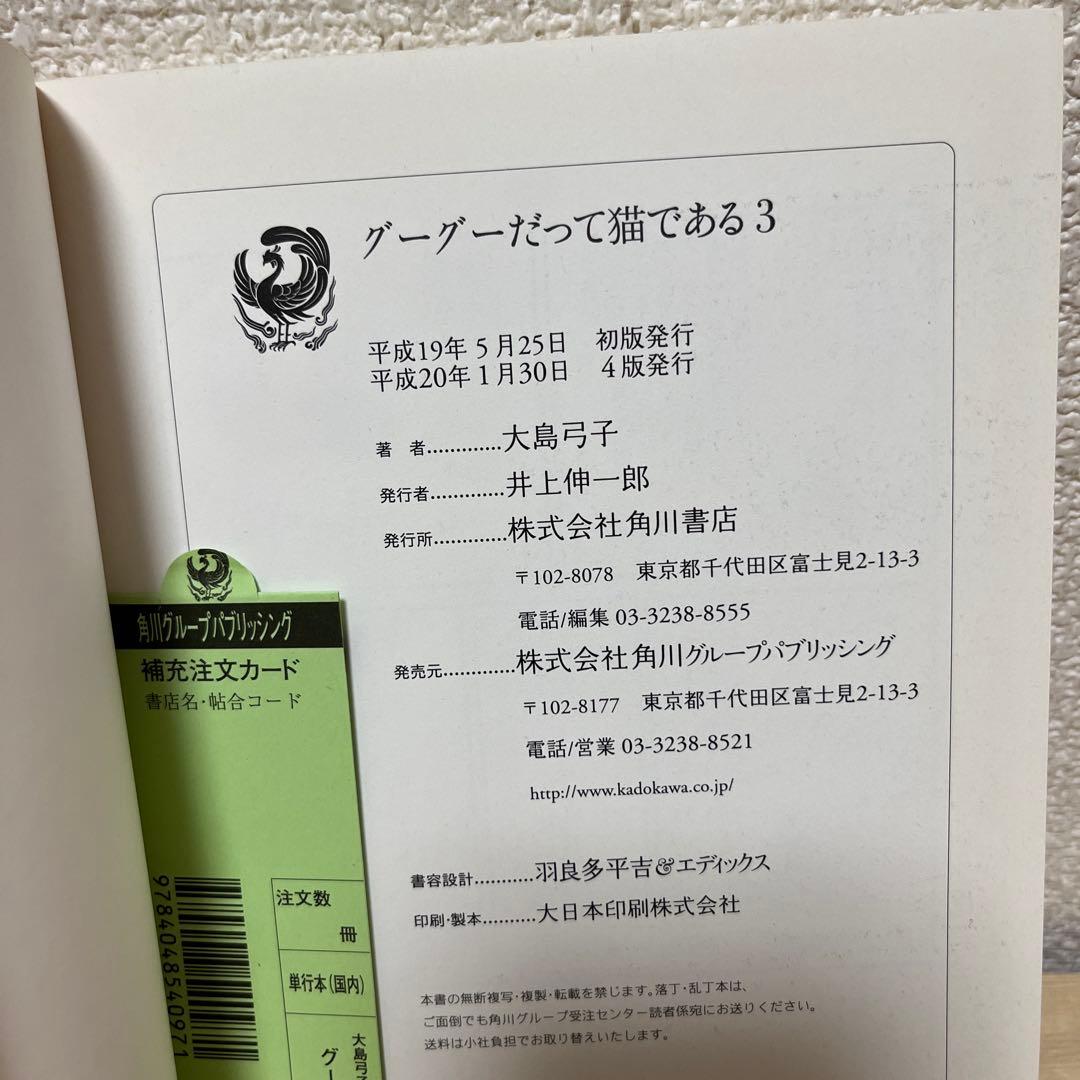 グーグーだって猫である 3
平成19年 5月25日　初版発行
平成20年 1月30日　4版発行
著　者.............大島弓子
発行者.............井上伸一郎
発行所.............株式会社角川書店
〒102-8078　東京都千代田区富士見2-13-3
電話/編集 03-3238-8555
発売元.............株式会社角川グループパブリッシング
〒102-8177　東京都千代田区富士見2-13-3
電話/営業 03-3238-8521
http://www.kadokawa.co.jp/
書容設計...........羽良多平吉&エディックス
印刷・製本..........大日本印刷株式会社
本書の無断複写・複製・転載を禁じます。落丁・乱丁本は、
ご面倒でも角川グループ受注センター読者係宛にお送りください。
送料は小社負担でお取り替えいたします。
角川グループパブリッシング
補充注文カード
書店名・帖合コード
注文数
冊
単行本(国内)
大島弓子
グー
9784048540971